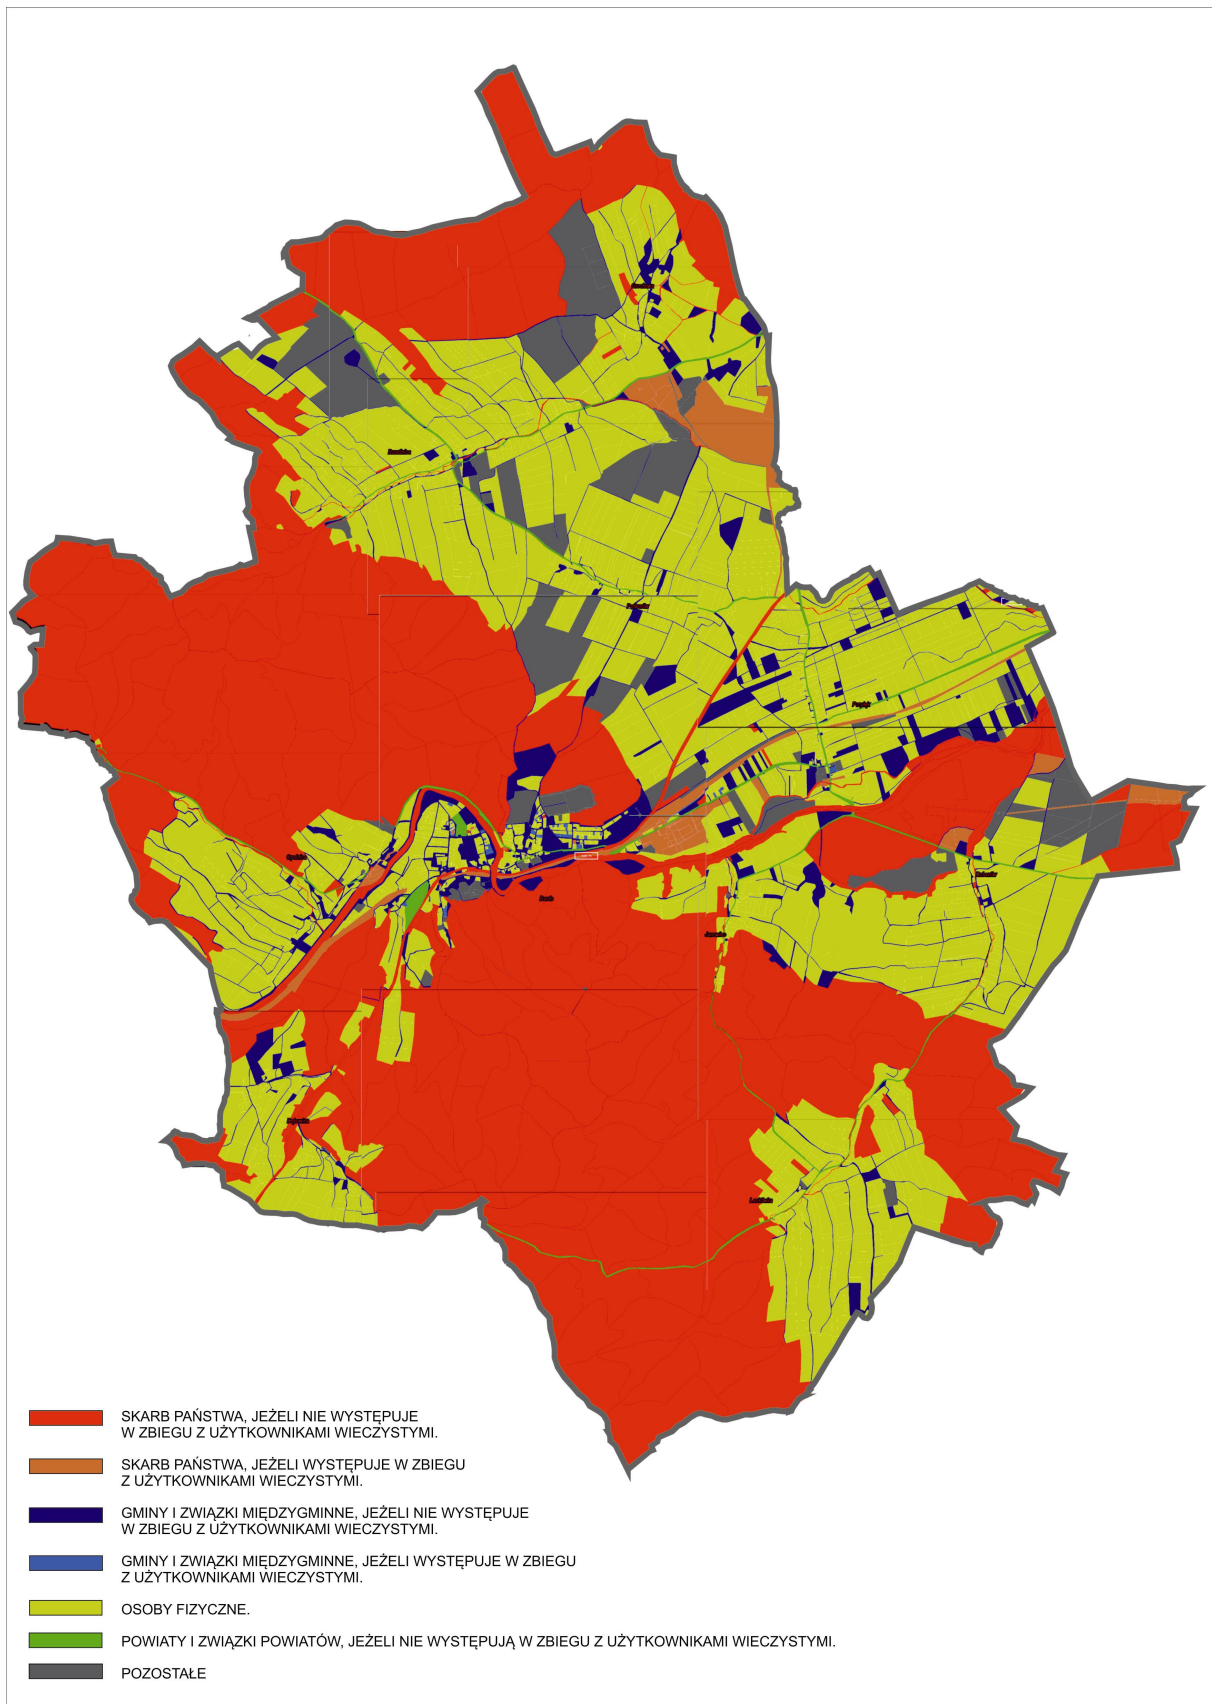 SKARB PAŃSTWA, JEŻELI NIE WYSTĘPUJE
W ZBIEGU Z UŻYTKOWNIKAMI WIECZYSTYMI.
SKARB PAŃSTWA, JEŻELI WYSTĘPUJE W ZBIEGU
Z UŻYTKOWNIKAMI WIECZYSTYMI.
GMINY I ZWIĄZKI MIĘDZYGMINNE, JEŻELI NIE WYSTĘPUJE
W ZBIEGU Z UŻYTKOWNIKAMI WIECZYSTYMI.
GMINY I ZWIĄZKI MIĘDZYGMINNE, JEŻELI WYSTĘPUJE W ZBIEGU
Z UŻYTKOWNIKAMI WIECZYSTYMI.
OSOBY FIZYCZNE.
POWIATY I ZWIĄZKI POWIATÓW, JEŻELI NIE WYSTĘPUJĄ W ZBIEGU Z UŻYTKOWNIKAMI WIECZYSTYMI.
POZOSTAŁE